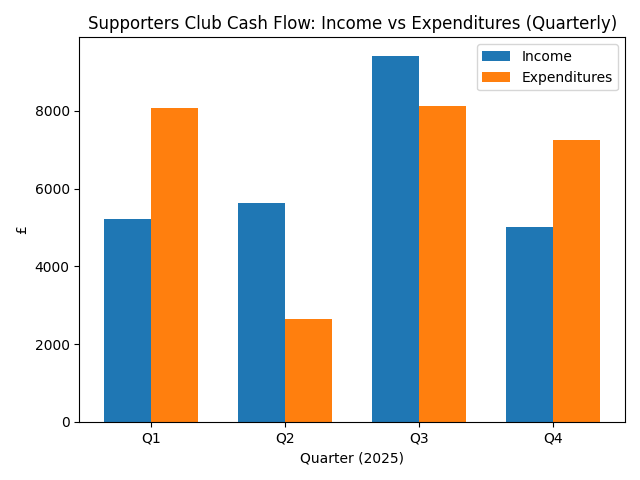 Supporters Club Cash Flow: Income vs Expenditures (Quarterly)
Income
Expenditures
£
8000
6000
4000
2000
0
Q1 Q2 Q3 Q4
Quarter (2025)